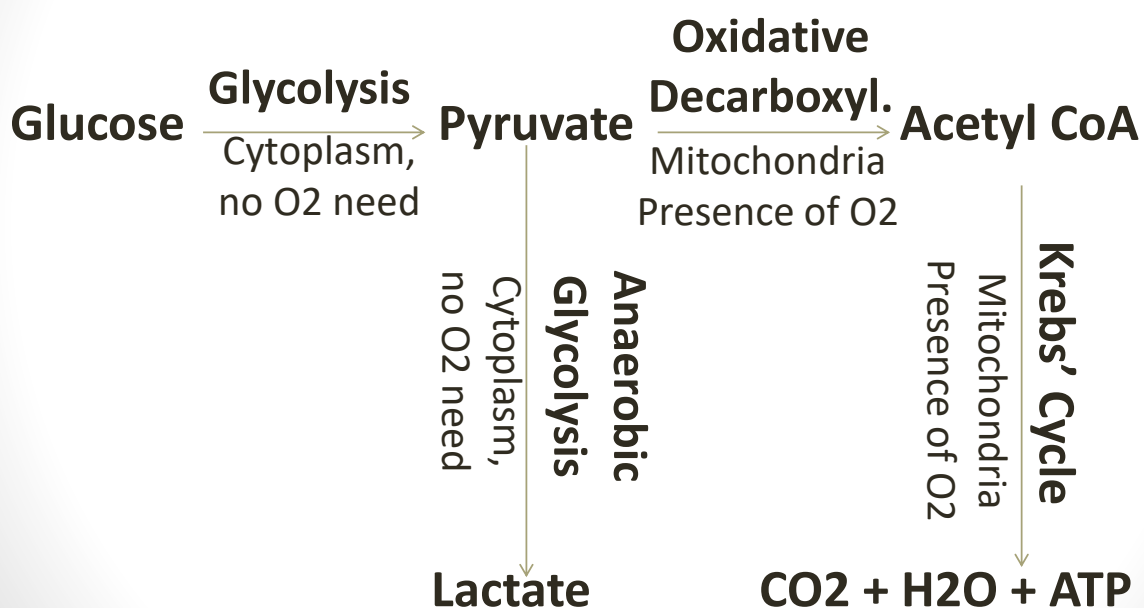 Glucose
Glycolysis
Cytoplasm,
no O2 need
Pyruvate
Oxidative
Decarboxyl.
Mitochondria
Presence of O2
Acetyl CoA
Anaerobic
Glycolysis
Cytoplasm,
no O2 need
Lactate
Krebs’ Cycle
Mitochondria
Presence of O2
CO2 + H2O + ATP